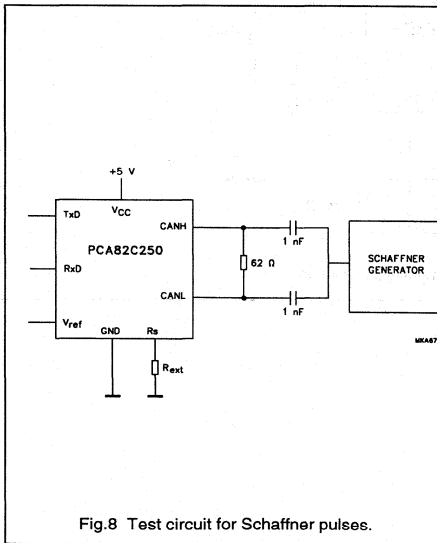 +5 V
TxD
VCC
CANH
1 nF
PCA82C250
62 Ω
SCHAFFNER
GENERATOR
RxD
CANL
1 nF
Vref
GND
Rs
MKA67
Rext
Fig.8 Test circuit for Schaffner pulses.